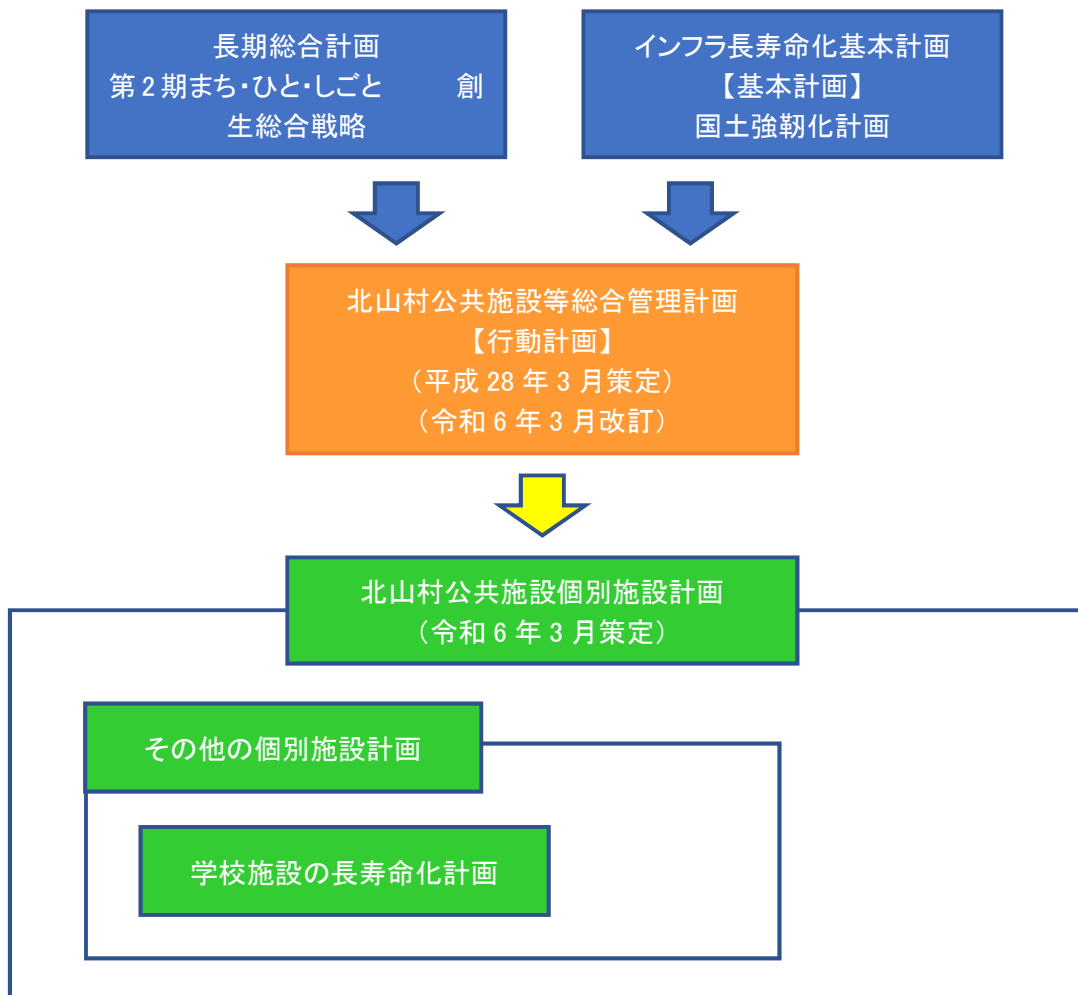 長期総合計画
第2期まち・ひと・しごと　　　創
生総合戦略
インフラ長寿命化基本計画
【基本計画】
国土強靭化計画
北山村公共施設等総合管理計画
【行動計画】
（平成 28 年 3 月策定）
（令和 6 年 3 月改訂）
北山村公共施設個別施設計画
（令和 6 年 3 月策定）
その他の個別施設計画
学校施設の長寿命化計画